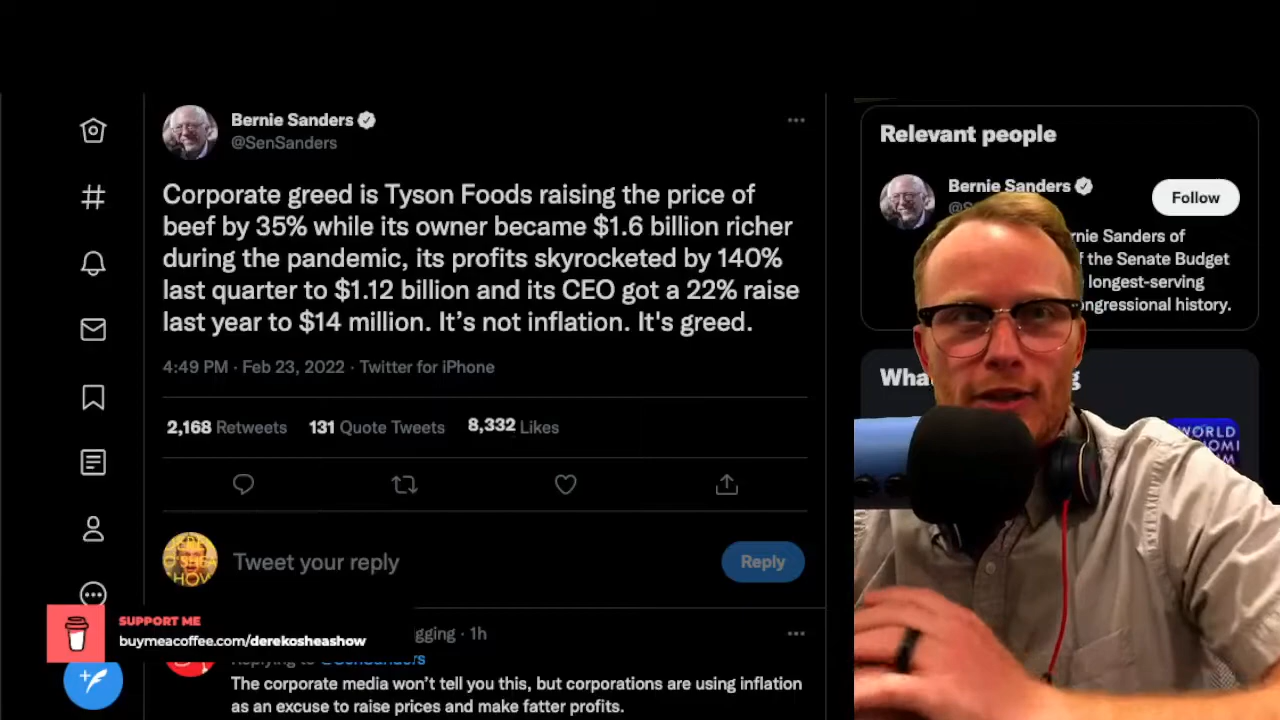 Bernie Sanders
@SenSanders
Corporate greed is Tyson Foods raising the price of
beef by 35% while its owner became $1.6 billion richer
during the pandemic, its profits skyrocketed by 140%
last quarter to $1.12 billion and its CEO got a 22% raise
last year to $14 million. It’s not inflation. It's greed.
4:49 PM · Feb 23, 2022 · Twitter for iPhone
2,168 Retweets 131 Quote Tweets 8,332 Likes
Tweet your reply
Reply
SUPPORT ME
buymeacoffee.com/derekosheashow
gging · 1h
Replying to @SenSanders
The corporate media won’t tell you this, but corporations are using inflation
as an excuse to raise prices and make fatter profits.
Relevant people
Bernie Sanders
Follow
rnie Sanders of
f the Senate Budget
longest-serving
ongressional history.
WORLD